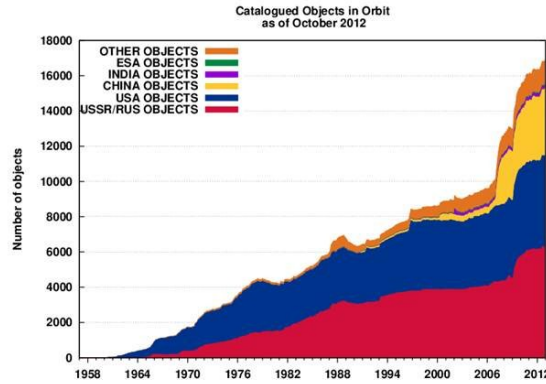 Catalogued Objects in Orbit
as of October 2012
18000
16000
14000
12000
10000
8000
6000
4000
2000
0
Number of objects
OTHER OBJECTS
ESA OBJECTS
INDIA OBJECTS
CHINA OBJECTS
USA OBJECTS
USSR/RUS OBJECTS
1958 1964 1970 1976 1982 1988 1994 2000 2006 2012